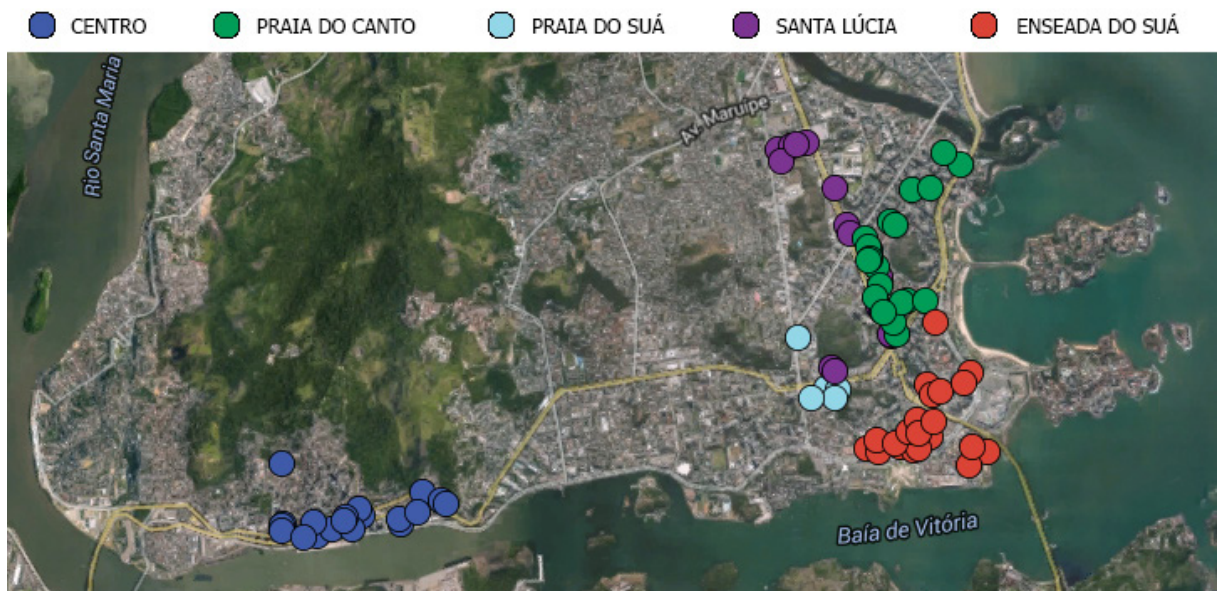 CENTRO
PRAIA DO CANTO
PRAIA DO SUÁ
SANTA LÚCIA
ENSEADA DO SUÁ
Rio Santa Maria
Av. Maruípe
Baía de Vitória